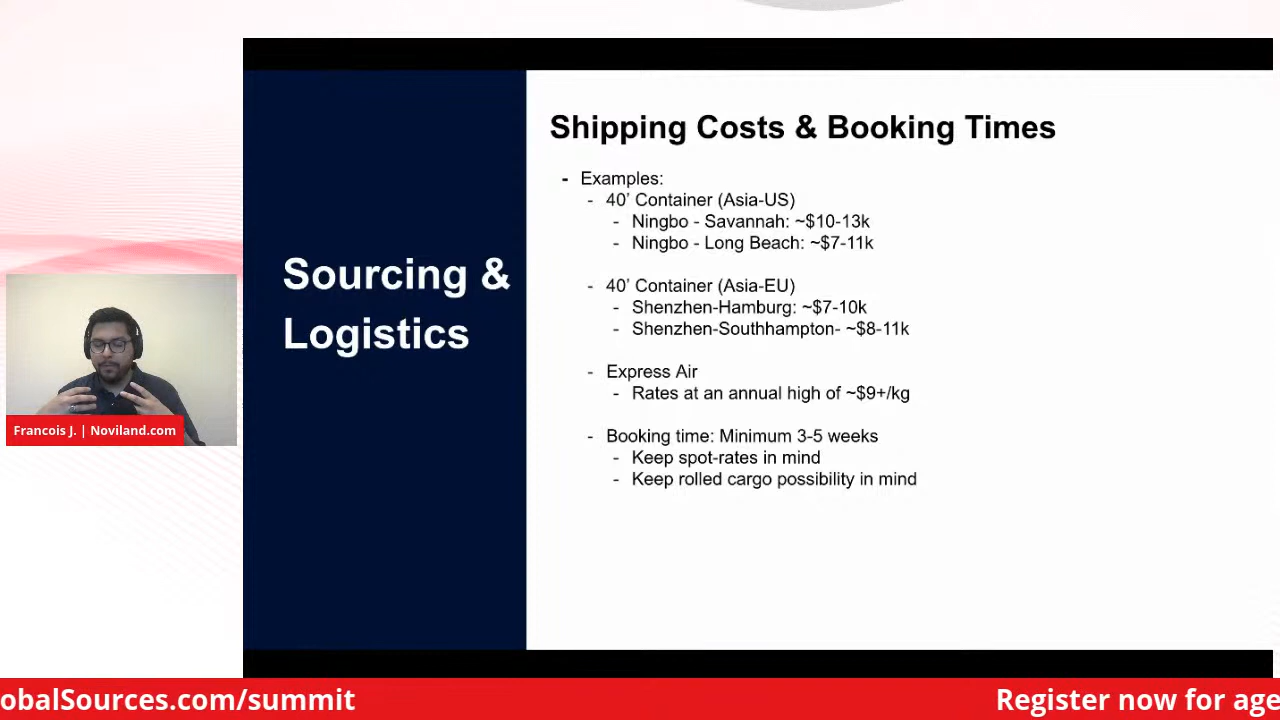 Shipping Costs & Booking Times
- Examples:
- 40’ Container (Asia-US)
- Ningbo - Savannah: ~$10-13k
- Ningbo - Long Beach: ~$7-11k
- 40’ Container (Asia-EU)
- Shenzhen-Hamburg: ~$7-10k
- Shenzhen-Southhampton- ~$8-11k
- Express Air
- Rates at an annual high of ~$9+/kg
- Booking time: Minimum 3-5 weeks
- Keep spot-rates in mind
- Keep rolled cargo possibility in mind
Sourcing &
Logistics
Francois J. | Noviland.com
obalSources.com/summit
Register now for age